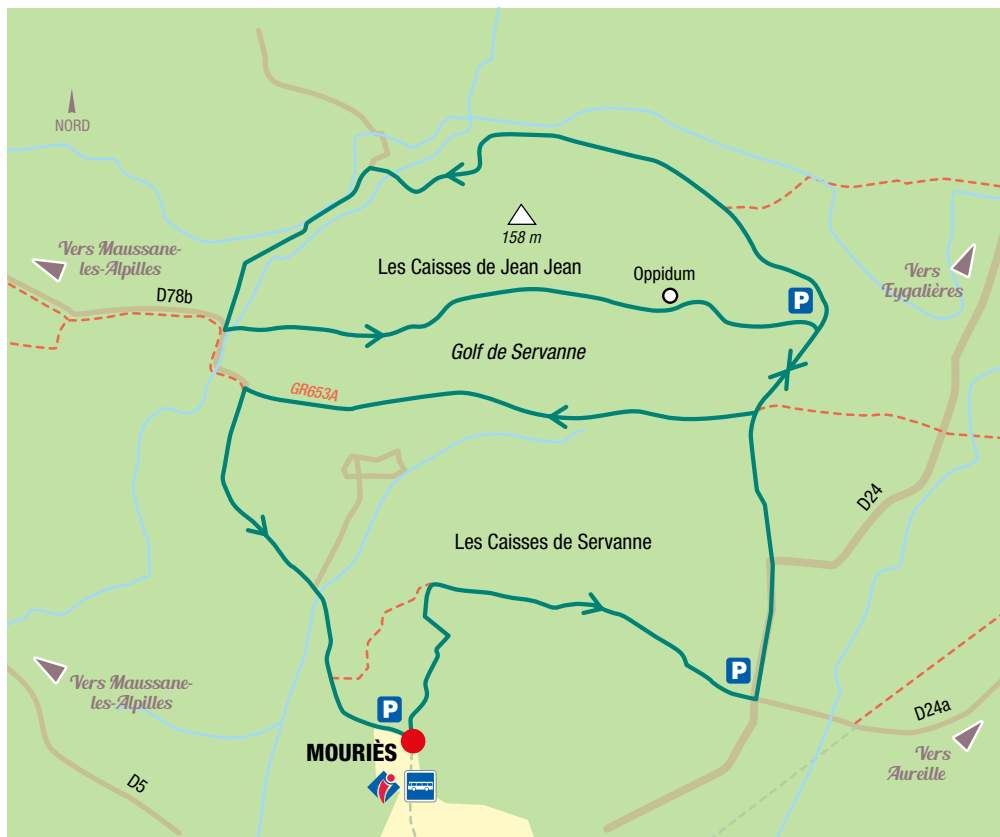 NORD
158 m
Vers Maussane-
les-Alpilles
Les Caisses de Jean Jean
Oppidum
Vers
Eygalières
D78b
P
Golf de Servanne
GR653A
D24
Les Caisses de Servanne
P
Vers Maussane-
les-Alpilles
P
D24a
MOURIÈS
Vers
Aureille
D5